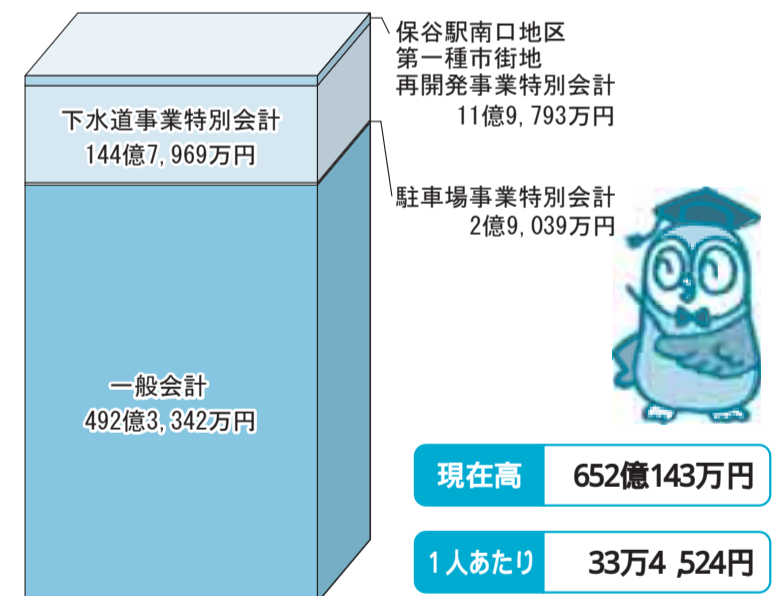 保谷駅南口地区
第一種市街地
再開発事業特別会計
11億9,793万円
下水道事業特別会計
144億7,969万円
駐車場事業特別会計
2億9,039万円
一般会計
492億3,342万円
現在高 652億143万円
1人あたり 33万4,524円